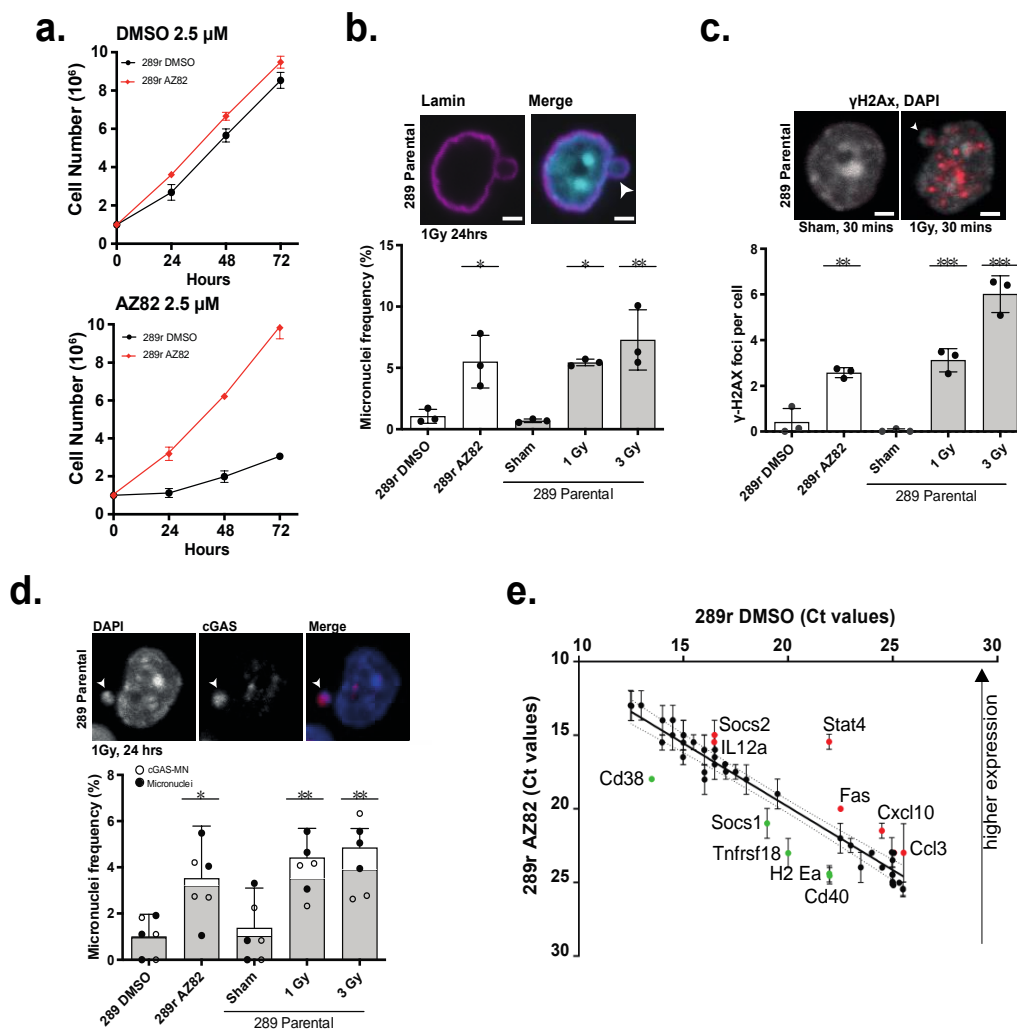 a.
DMSO 2.5 µM
Cell Number (10⁶)
10
8
6
4
2
0
24
48
72
Hours
289r DMSO
289r AZ82
AZ82 2.5 µM
Cell Number (10⁶)
10
8
6
4
2
0
0
24
48
72
Hours
289r DMSO
289r AZ82
b.
Lamin
Merge
289 Parental
1Gy 24hrs
Micronuclei frequency (%)
15
10
5
0
*
*
**
289r DMSO
289r AZ82
Sham
1 Gy
3 Gy
289 Parental
c.
γH2Ax, DAPI
289 Parental
Sham, 30 mins
1Gy, 30 mins
γ-H2AX foci per cell
8
6
4
2
0
**
***
***
289r DMSO
289r AZ82
Sham
1 Gy
3 Gy
289 Parental
d.
DAPI
cGAS
Merge
289 Parental
1Gy, 24 hrs
cGAS-MN
Micronuclei
Micronuclei frequency (%)
8
6
4
2
0
*
**
**
289 DMSO
289r AZ82
Sham
1 Gy
3 Gy
289 Parental
e.
289r DMSO (Ct values)
10
15
20
25
30
289r AZ82 (Ct values)
10
15
20
25
30
Socs2
IL12a
Stat4
Cd38
Fas
Cxcl10
Socs1
Ccl3
Tnfrsf18
H2 Ea
Cd40
higher expression